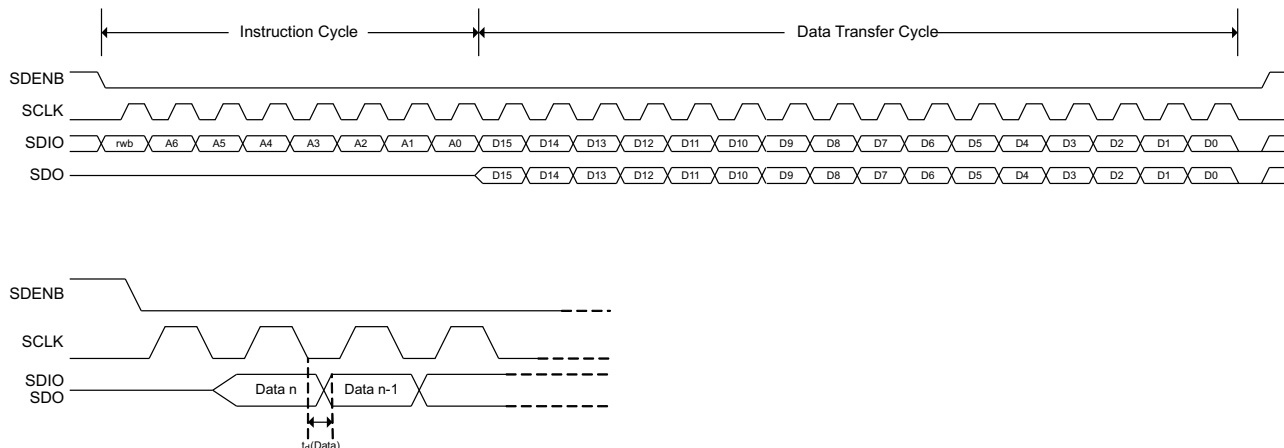 Instruction Cycle Data Transfer Cycle
SDENB
SCLK
SDIO rwb A6 A5 A4 A3 A2 A1 A0 D15 D14 D13 D12 D11 D10 D9 D8 D7 D6 D5 D4 D3 D2 D1 D0
SDO D15 D14 D13 D12 D11 D10 D9 D8 D7 D6 D5 D4 D3 D2 D1 D0
SDENB
SCLK
SDIO
SDO
Data n Data n-1
td(Data)